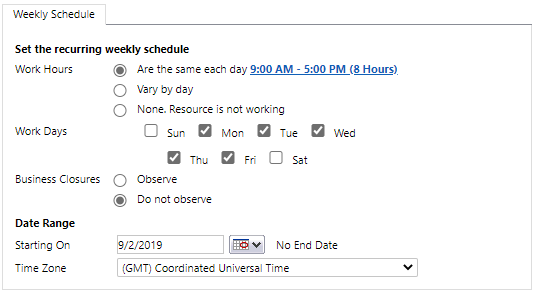 Weekly Schedule
Set the recurring weekly schedule
Work Hours Are the same each day 9:00 AM - 5:00 PM (8 Hours)
Vary by day
None. Resource is not working
Work Days Sun Mon Tue Wed
Thu Fri Sat
Business Closures Observe
Do not observe
Date Range
Starting On 9/2/2019 No End Date
Time Zone (GMT) Coordinated Universal Time